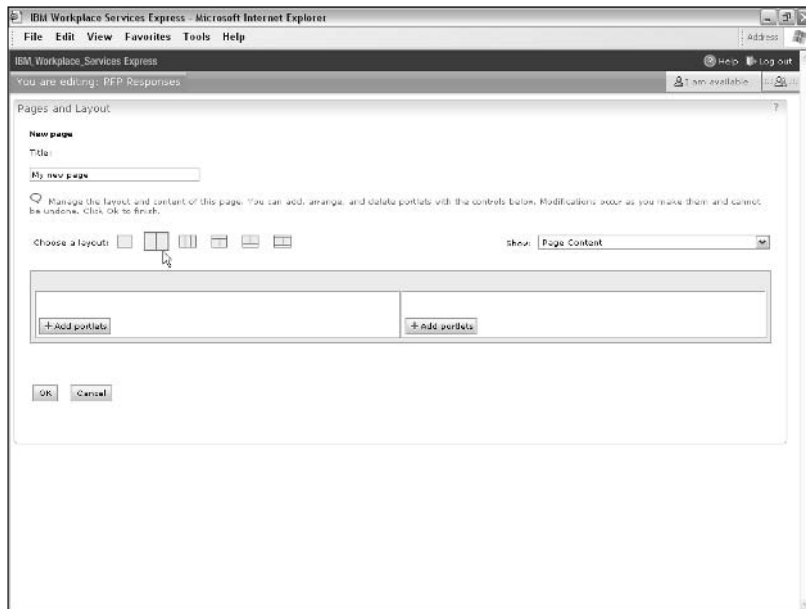 IBM Workplace Services Express - Microsoft Internet Explorer
File Edit View Favorites Tools Help
Address
IBM_Workplace_Services Express
Help Log out
You are editing: RFP Responses
I am available
Pages and Layout
?
New page
Title:
My new page
Manage the layout and content of this page. You can add, arrange, and delete portlets with the controls below. Modifications occur as you make them and cannot
be undone. Click Ok to finish.
Choose a layout:
Show: Page Content
+ Add portlets
+ Add portlets
OK Cancel